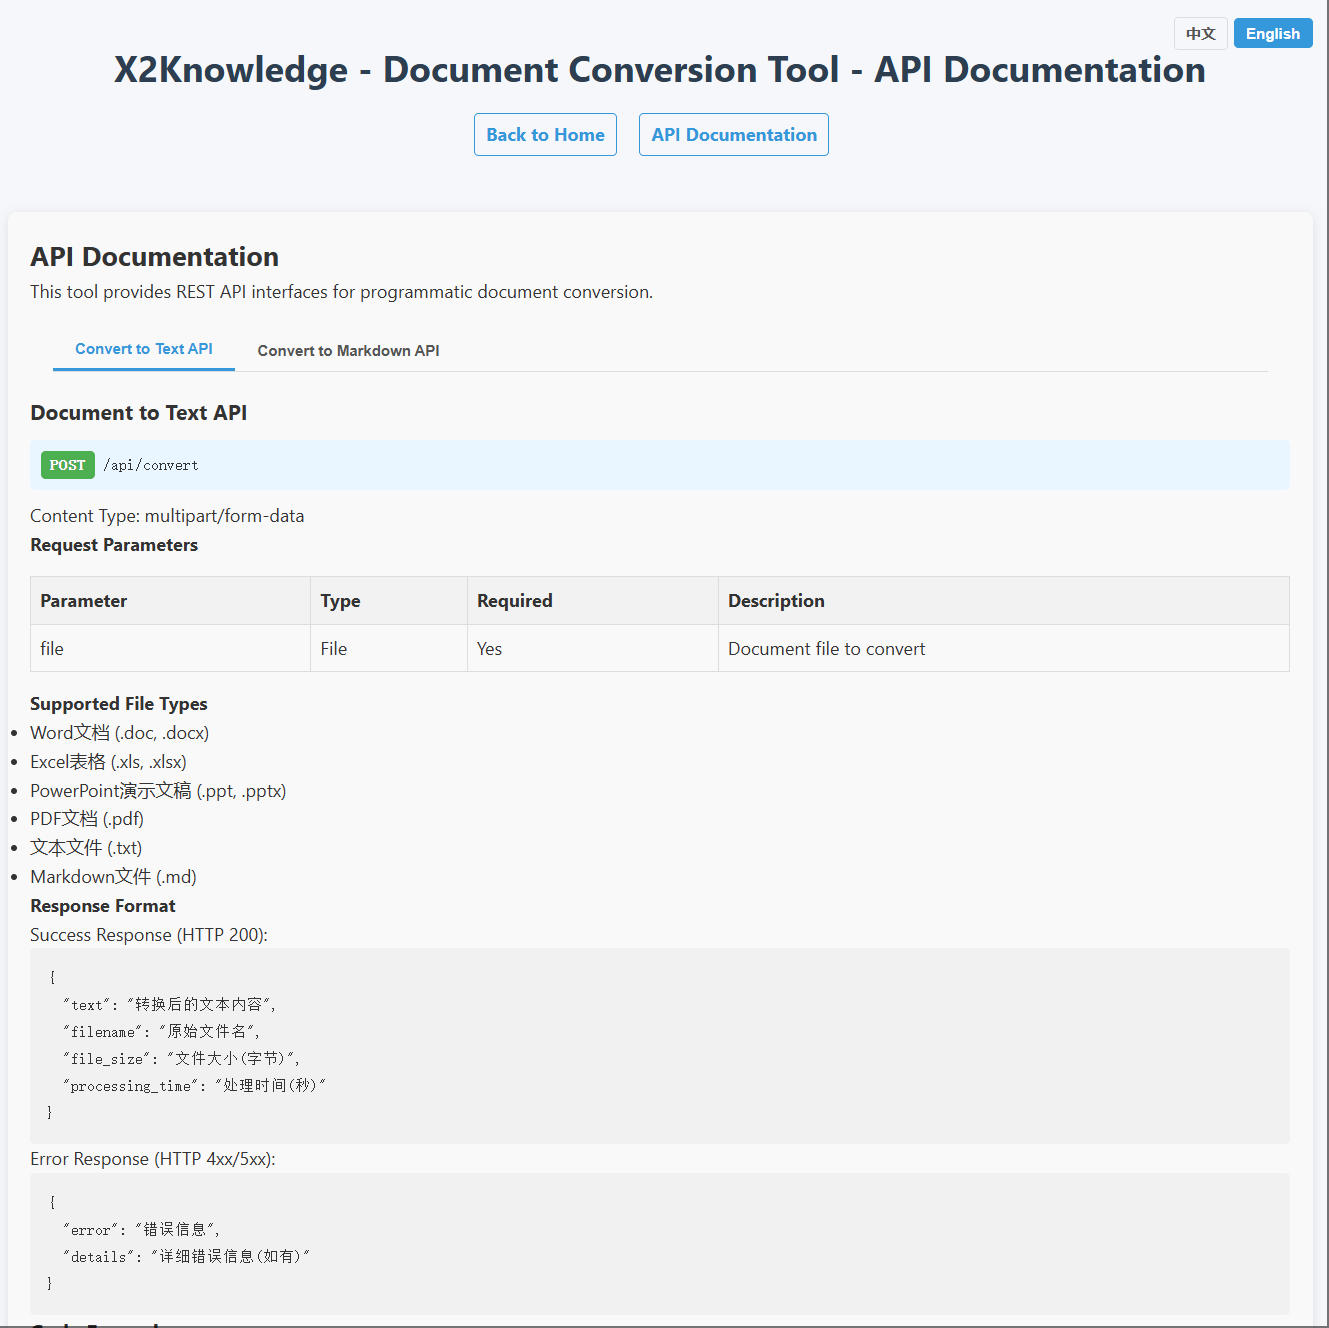 中文 English
X2Knowledge - Document Conversion Tool - API Documentation
Back to Home API Documentation
API Documentation
This tool provides REST API interfaces for programmatic document conversion.
Convert to Text API Convert to Markdown API
Document to Text API
POST /api/convert
Content Type: multipart/form-data
Request Parameters
Parameter Type Required Description
file File Yes Document file to convert
Supported File Types
• Word文档 (.doc, .docx)
• Excel表格 (.xls, .xlsx)
• PowerPoint演示文稿 (.ppt, .pptx)
• PDF文档 (.pdf)
• 文本文件 (.txt)
• Markdown文件 (.md)
Response Format
Success Response (HTTP 200):
{
"text": "转换后的文本内容",
"filename": "原始文件名",
"file_size": "文件大小(字节)",
"processing_time": "处理时间(秒)"
}
Error Response (HTTP 4xx/5xx):
{
"error": "错误信息",
"details": "详细错误信息(如有)"
}